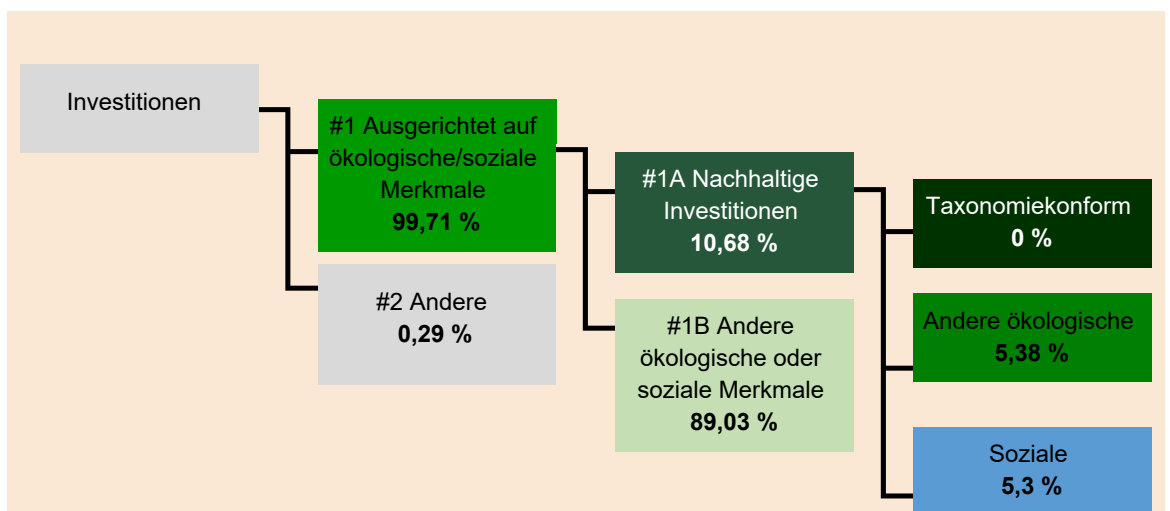 Investitionen
#1 Ausgerichtet auf
ökologische/soziale
Merkmale
99,71 %
#2 Andere
0,29 %
#1A Nachhaltige
Investitionen
10,68 %
#1B Andere
ökologische oder
soziale Merkmale
89,03 %
Taxonomiekonform
0 %
Andere ökologische
5,38 %
Soziale
5,3 %